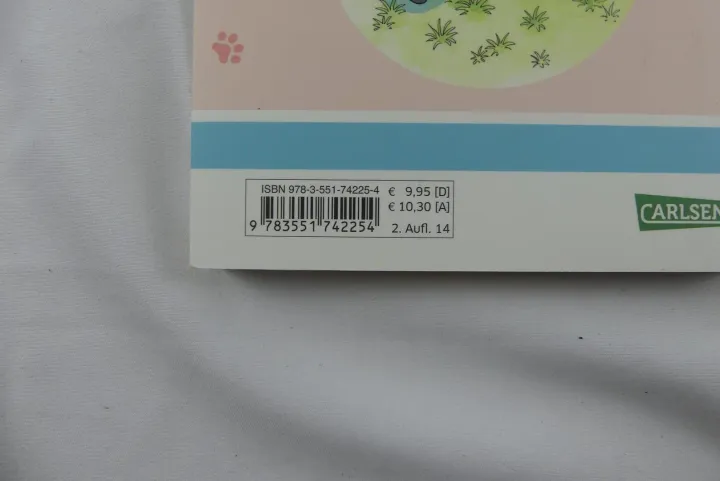 ISBN 978-3-551-74225-4
€ 9,95 [D]
€ 10,30 [A]
9 783551 742254
2. Aufl. 14
CARLSEN